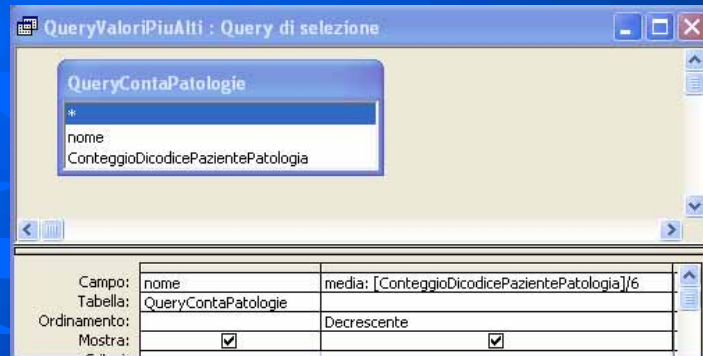 QueryValoriPiuAlti : Query di selezione
QueryContaPatologie
*
nome
ConteggioDicodicePazientePatologia
Campo: nome media: [ConteggioDicodicePazientePatologia]/6
Tabella: QueryContaPatologie
Ordinamento: Decrescente
Mostra: